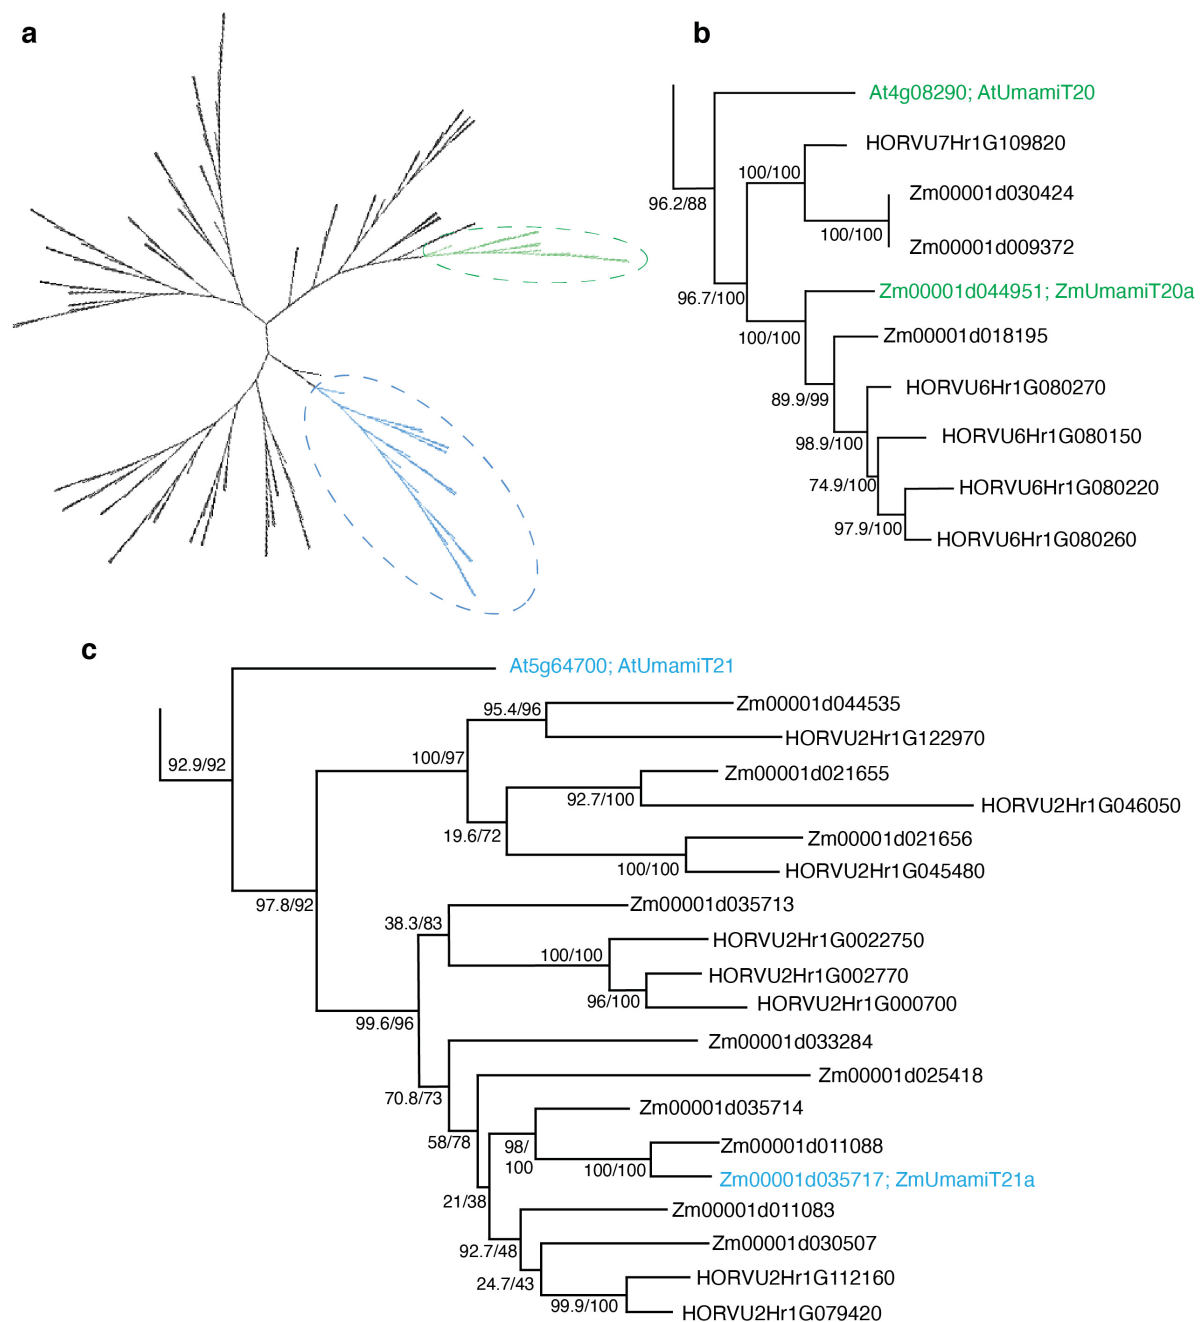 a
b
At4g08290; AtUmamiT20
HORVU7Hr1G109820
100/100
Zm00001d030424
96.2/88
100/100
Zm00001d009372
96.7/100
Zm00001d044951; ZmUmamiT20a
100/100
Zm00001d018195
89.9/99
HORVU6Hr1G080270
98.9/100
HORVU6Hr1G080150
74.9/100
HORVU6Hr1G080220
97.9/100
HORVU6Hr1G080260
c
At5g64700; AtUmamiT21
95.4/96
Zm00001d044535
HORVU2Hr1G122970
92.9/92
100/97
Zm00001d021655
92.7/100
HORVU2Hr1G046050
19.6/72
Zm00001d021656
100/100
HORVU2Hr1G045480
97.8/92
Zm00001d035713
38.3/83
HORVU2Hr1G0022750
100/100
HORVU2Hr1G002770
96/100
HORVU2Hr1G000700
99.6/96
Zm00001d033284
Zm00001d025418
70.8/73
Zm00001d035714
58/78
98/
100
Zm00001d011088
100/100
Zm00001d035717; ZmUmamiT21a
21/38
Zm00001d011083
92.7/48
Zm00001d030507
24.7/43
HORVU2Hr1G112160
99.9/100
HORVU2Hr1G079420